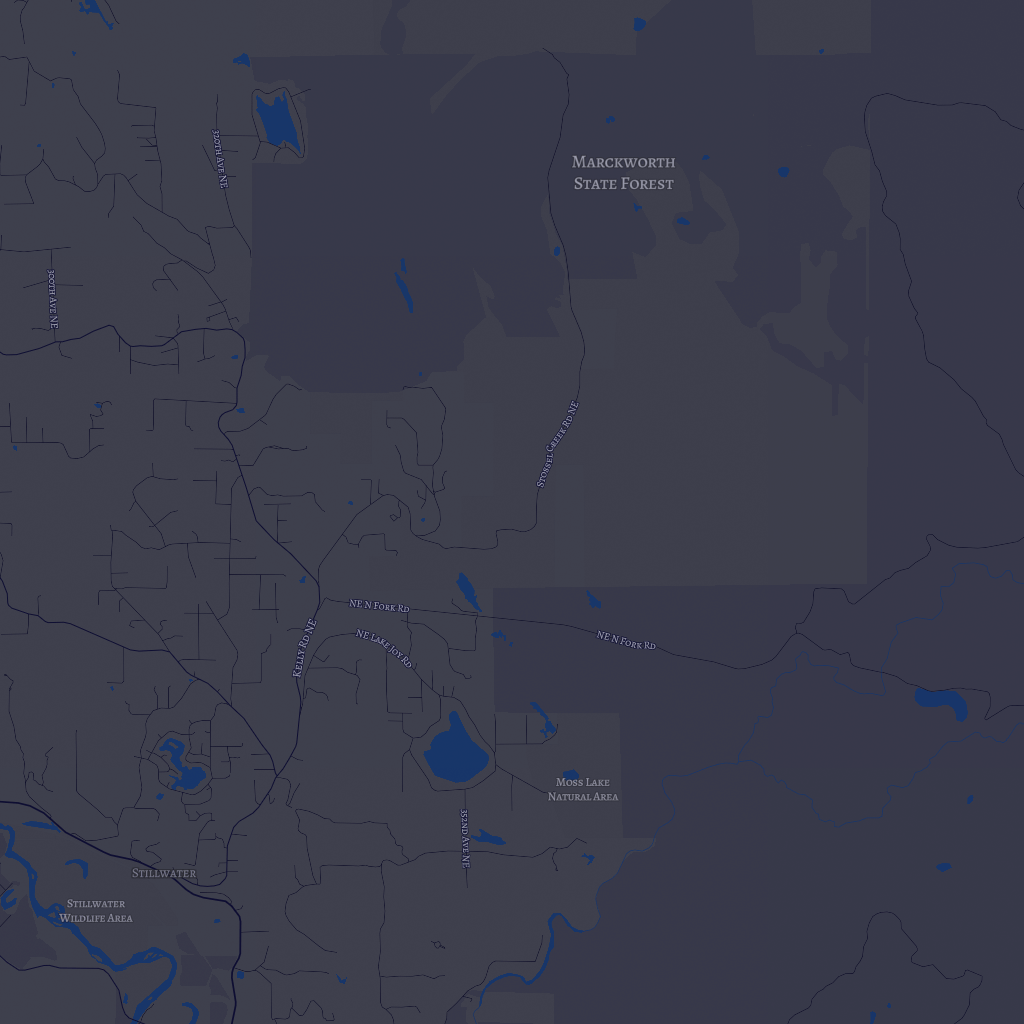 320th Ave NE
Marckworth
State Forest
300th Ave NE
Stossel Creek Rd NE
NE N Fork Rd
NE N Fork Rd
Kelly Rd NE
NE Lake Joy Rd
Moss Lake
Natural Area
352nd Ave NE
Stillwater
Stillwater
Wildlife Area